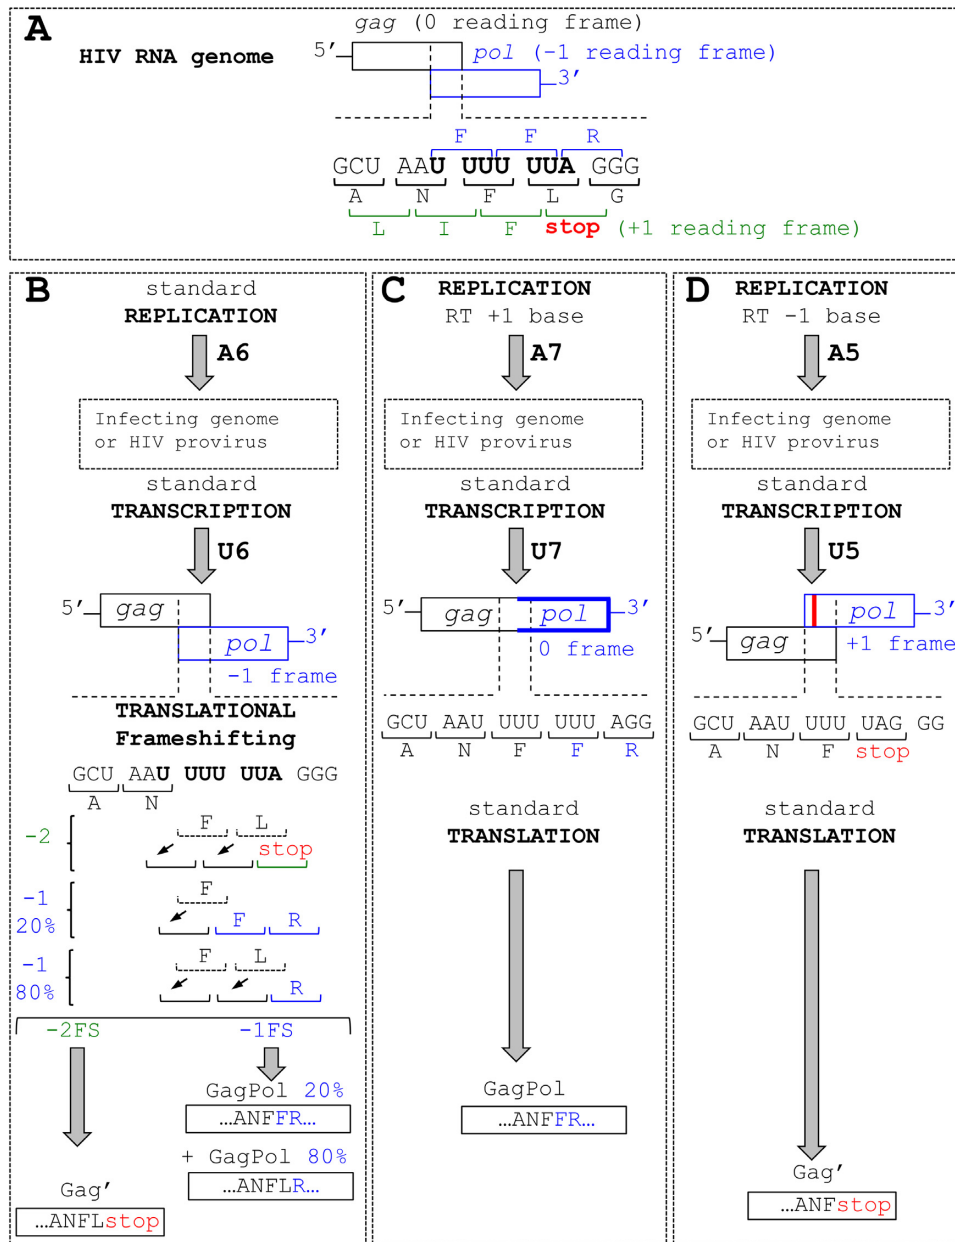 A
gag (0 reading frame)
HIV RNA genome
5′
pol (-1 reading frame)
3′
F F R
GCU AAU UUU UUA GGG
A N F L G
L I F stop (+1 reading frame)
B
standard
REPLICATION
A6
Infecting genome
or HIV provirus
standard
TRANSCRIPTION
U6
5′ gag
pol 3′
-1 frame
TRANSLATIONAL
Frameshifting
GCU AAU UUU UUA GGG
A N
-2
F L
stop
-1
20%
F
F R
-1
80%
F L
R
-2FS
-1FS
GagPol 20%
…ANFFR…
+ GagPol 80%
…ANFLR…
Gag′
…ANFLstop
C
REPLICATION
RT +1 base
A7
Infecting genome
or HIV provirus
standard
TRANSCRIPTION
U7
5′ gag pol 3′
0 frame
GCU AAU UUU UUU AGG
A N F F R
standard
TRANSLATION
GagPol
…ANFFR…
D
REPLICATION
RT -1 base
A5
Infecting genome
or HIV provirus
standard
TRANSCRIPTION
U5
pol 3′
5′ gag +1 frame
GCU AAU UUU UAG GG
A N F stop
standard
TRANSLATION
Gag′
…ANFstop